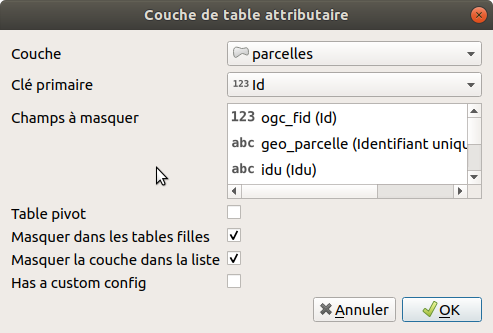 Couche de table attributaire
Couche
parcelles
Clé primaire
123 Id
Champs à masquer
123 ogc_fid (Id)
abc geo_parcelle (Identifiant uniqu
abc idu (Idu)
Table pivot
Masquer dans les tables filles
Masquer la couche dans la liste
Has a custom config
Annuler
OK